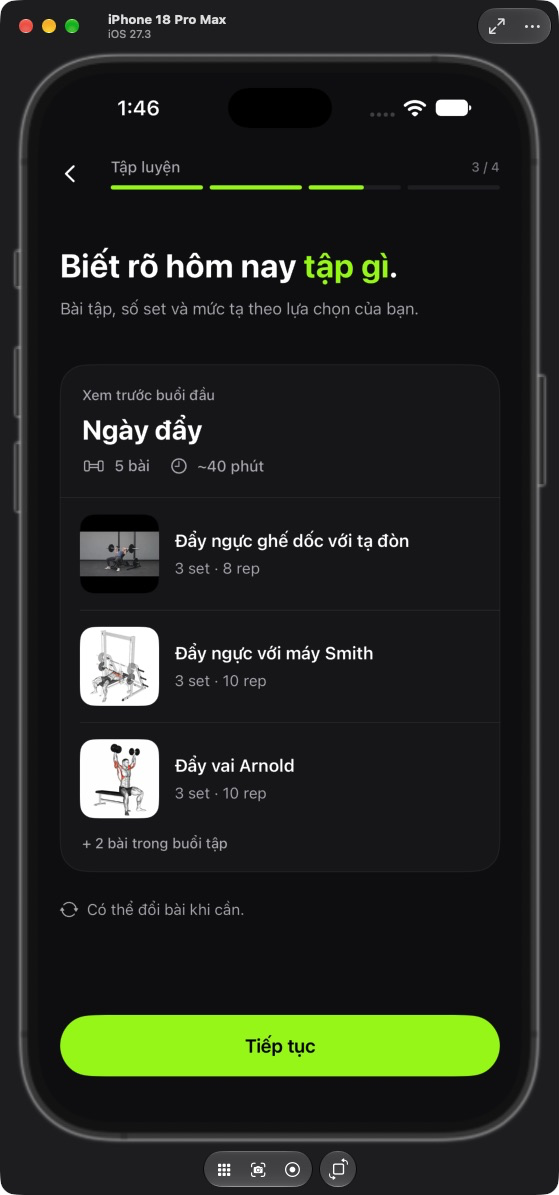 iPhone 18 Pro Max
iOS 27.3
1:46
Tập luyện
3 / 4
Biết rõ hôm nay tập gì.
Bài tập, số set và mức tạ theo lựa chọn của bạn.
Xem trước buổi đầu
Ngày đẩy
5 bài
~40 phút
Đẩy ngực ghế dốc với tạ đòn
3 set · 8 rep
Đẩy ngực với máy Smith
3 set · 10 rep
Đẩy vai Arnold
3 set · 10 rep
+ 2 bài trong buổi tập
Có thể đổi bài khi cần.
Tiếp tục